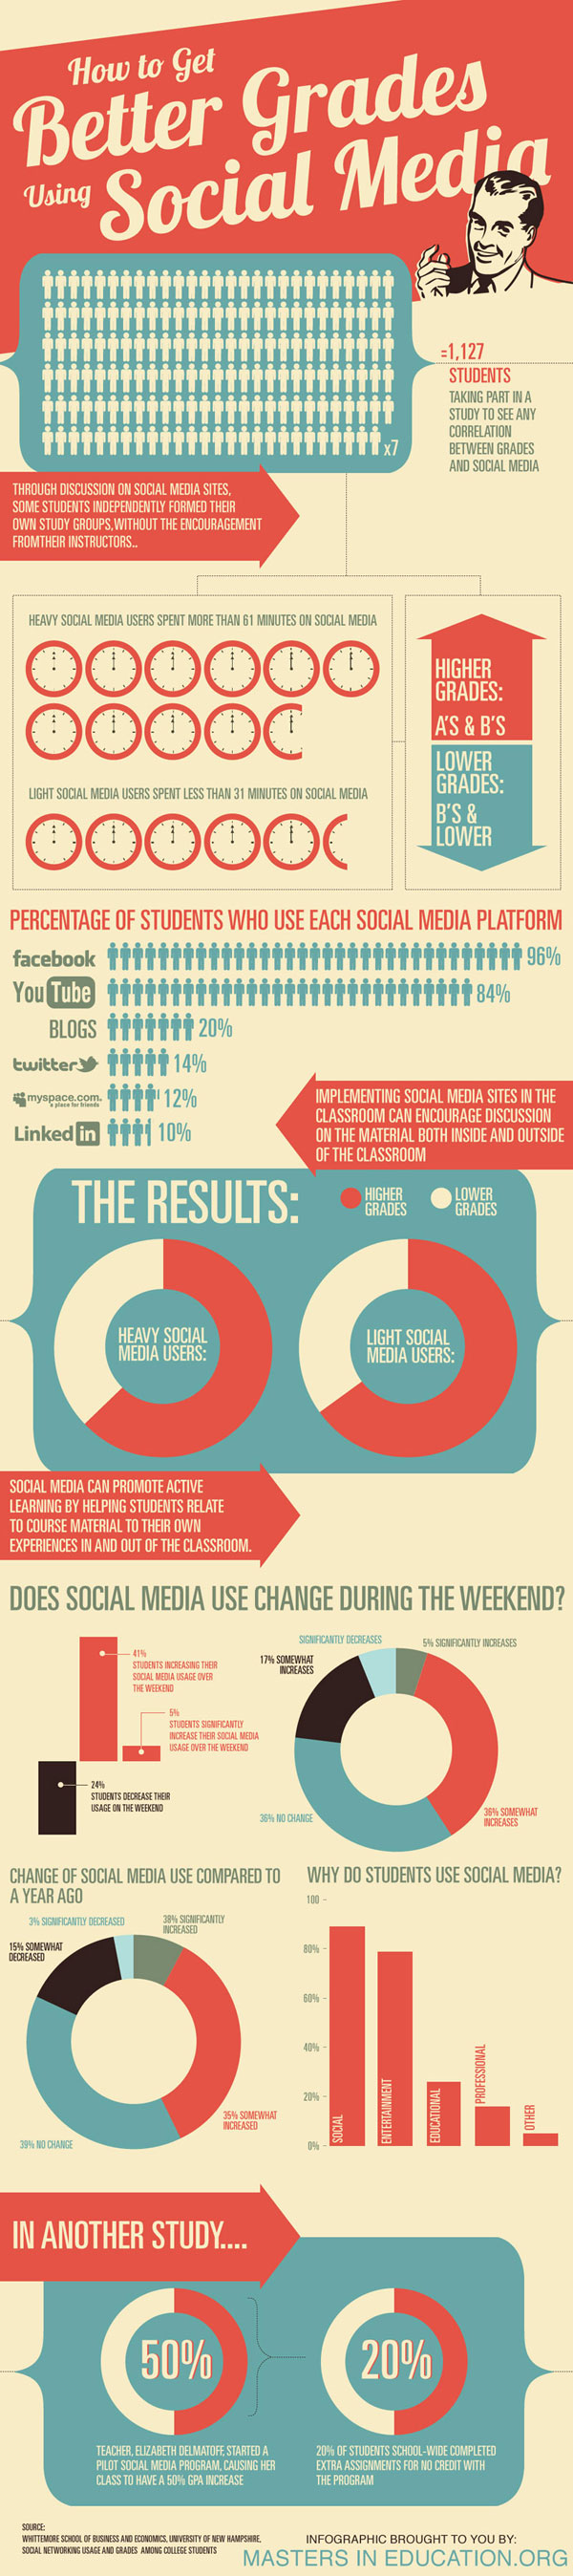 How to Get
Better Grades
Using Social Media
=1,127
STUDENTS
TAKING PART IN A
STUDY TO SEE ANY
CORRELATION
BETWEEN GRADES
AND SOCIAL MEDIA
x7
THROUGH DISCUSSION ON SOCIAL MEDIA SITES,
SOME STUDENTS INDEPENDENTLY FORMED THEIR
OWN STUDY GROUPS,WITHOUT THE ENCOURAGEMENT
FROMTHEIR INSTRUCTORS..
HEAVY SOCIAL MEDIA USERS SPENT MORE THAN 61 MINUTES ON SOCIAL MEDIA
LIGHT SOCIAL MEDIA USERS SPENT LESS THAN 31 MINUTES ON SOCIAL MEDIA
HIGHER
GRADES:
A'S & B'S
LOWER
GRADES:
B'S &
LOWER
PERCENTAGE OF STUDENTS WHO USE EACH SOCIAL MEDIA PLATFORM
facebook 96%
YouTube 84%
BLOGS 20%
twitter 14%
myspace.com. 12%
a place for friends
LinkedIn 10%
IMPLEMENTING SOCIAL MEDIA SITES IN THE
CLASSROOM CAN ENCOURAGE DISCUSSION
ON THE MATERIAL BOTH INSIDE AND OUTSIDE
OF THE CLASSROOM
THE RESULTS:
HIGHER
GRADES
LOWER
GRADES
HEAVY SOCIAL
MEDIA USERS:
LIGHT SOCIAL
MEDIA USERS:
SOCIAL MEDIA CAN PROMOTE ACTIVE
LEARNING BY HELPING STUDENTS RELATE
TO COURSE MATERIAL TO THEIR OWN
EXPERIENCES IN AND OUT OF THE CLASSROOM.
DOES SOCIAL MEDIA USE CHANGE DURING THE WEEKEND?
41%
STUDENTS INCREASING THEIR
SOCIAL MEDIA USAGE OVER
THE WEEKEND
5%
STUDENTS SIGNIFICANTLY
INCREASE THEIR SOCIAL MEDIA
USAGE OVER THE WEEKEND
24%
STUDENTS DECREASE THEIR
USAGE ON THE WEEKEND
SIGNIFICANTLY DECREASES
5% SIGNIFICANTLY INCREASES
17% SOMEWHAT
INCREASES
36% NO CHANGE
36% SOMEWHAT
INCREASES
CHANGE OF SOCIAL MEDIA USE COMPARED TO
A YEAR AGO
3% SIGNIFICANTLY DECREASED
38% SIGNIFICANTLY
INCREASED
15% SOMEWHAT
DECREASED
35% SOMEWHAT
INCREASED
39% NO CHANGE
WHY DO STUDENTS USE SOCIAL MEDIA?
100
80%
60%
40%
20%
0%
SOCIAL
ENTERTAINMENT
EDUCATIONAL
PROFESSIONAL
OTHER
IN ANOTHER STUDY....
50%
20%
TEACHER, ELIZABETH DELMATOFF, STARTED A
PILOT SOCIAL MEDIA PROGRAM, CAUSING HER
CLASS TO HAVE A 50% GPA INCREASE
20% OF STUDENTS SCHOOL-WIDE COMPLETED
EXTRA ASSIGNMENTS FOR NO CREDIT WITH
THE PROGRAM
SOURCE:
WHITTEMORE SCHOOL OF BUSINESS AND ECONOMICS, UNIVERSITY OF NEW HAMPSHIRE.
SOCIAL NETWORKING USAGE AND GRADES AMONG COLLEGE STUDENTS
INFOGRAPHIC BROUGHT TO YOU BY:
MASTERS IN EDUCATION.ORG